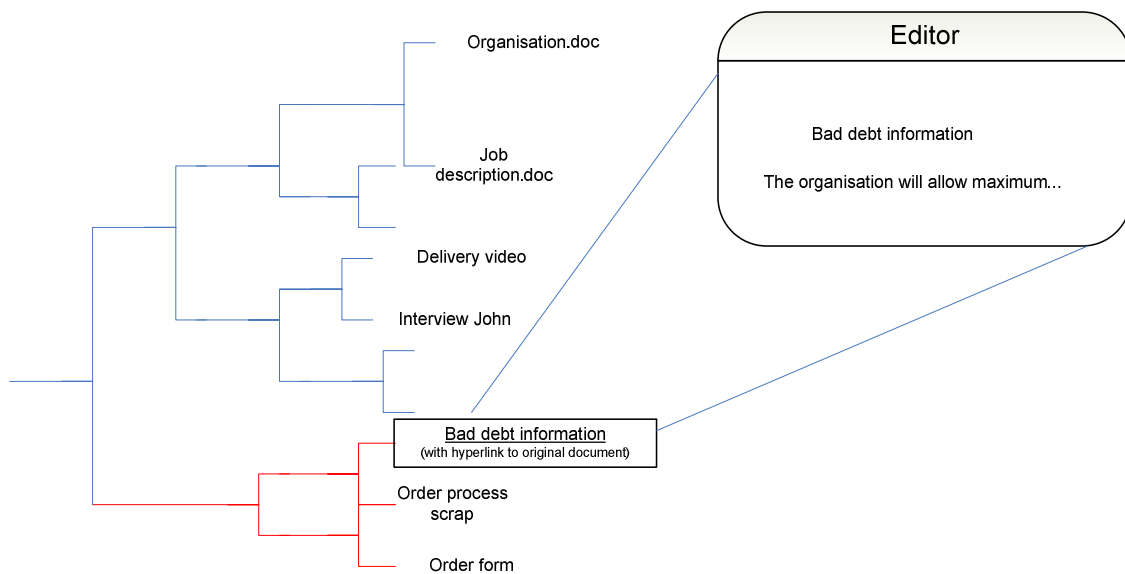 Organisation.doc
Editor
Bad debt information
Job
description.doc
The organisation will allow maximum...
Delivery video
Interview John
Bad debt information
(with hyperlink to original document)
Order process
scrap
Order form